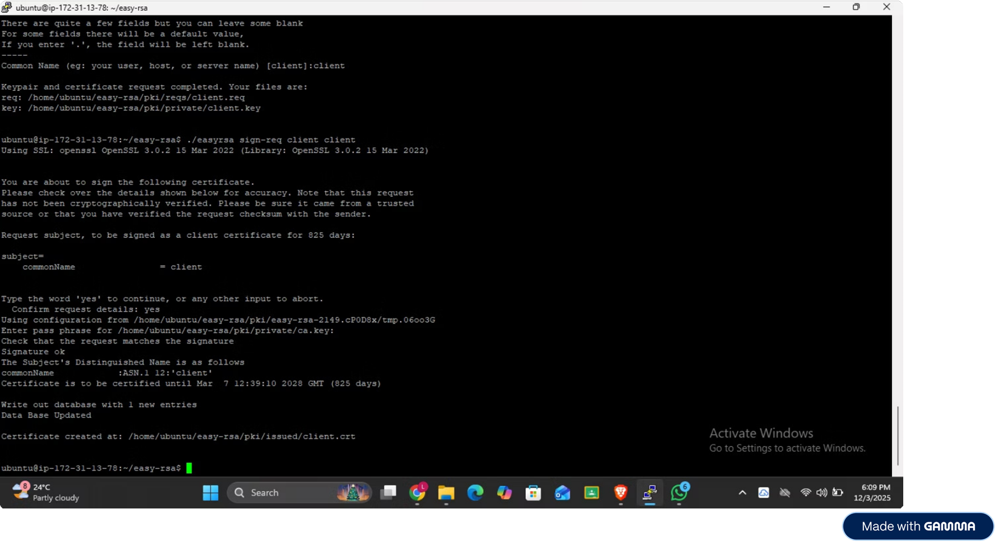 ubuntu@ip-172-31-13-78: ~/easy-rsa
There are quite a few fields but you can leave some blank
For some fields there will be a default value,
If you enter '.', the field will be left blank.
-----
Common Name (eg: your user, host, or server name) [client]:client
Keypair and certificate request completed. Your files are:
req: /home/ubuntu/easy-rsa/pki/reqs/client.req
key: /home/ubuntu/easy-rsa/pki/private/client.key
ubuntu@ip-172-31-13-78:~/easy-rsa$ ./easyrsa sign-req client client
Using SSL: openssl OpenSSL 3.0.2 15 Mar 2022 (Library: OpenSSL 3.0.2 15 Mar 2022)
You are about to sign the following certificate.
Please check over the details shown below for accuracy. Note that this request
has not been cryptographically verified. Please be sure it came from a trusted
source or that you have verified the request checksum with the sender.
Request subject, to be signed as a client certificate for 825 days:
subject=
    commonName                = client
Type the word 'yes' to continue, or any other input to abort.
  Confirm request details: yes
Using configuration from /home/ubuntu/easy-rsa/pki/easy-rsa-2149.cP0D8x/tmp.06oo3G
Enter pass phrase for /home/ubuntu/easy-rsa/pki/private/ca.key:
Check that the request matches the signature
Signature ok
The Subject's Distinguished Name is as follows
commonName            :ASN.1 12:'client'
Certificate is to be certified until Mar  7 12:39:10 2028 GMT (825 days)
Write out database with 1 new entries
Data Base Updated
Certificate created at: /home/ubuntu/easy-rsa/pki/issued/client.crt
ubuntu@ip-172-31-13-78:~/easy-rsa$
Activate Windows
Go to Settings to activate Windows.
8
24°C
Partly cloudy
Search
L
6
6:09 PM
12/3/2025
Made with GAMMA